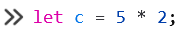 >> let c = 5 * 2;